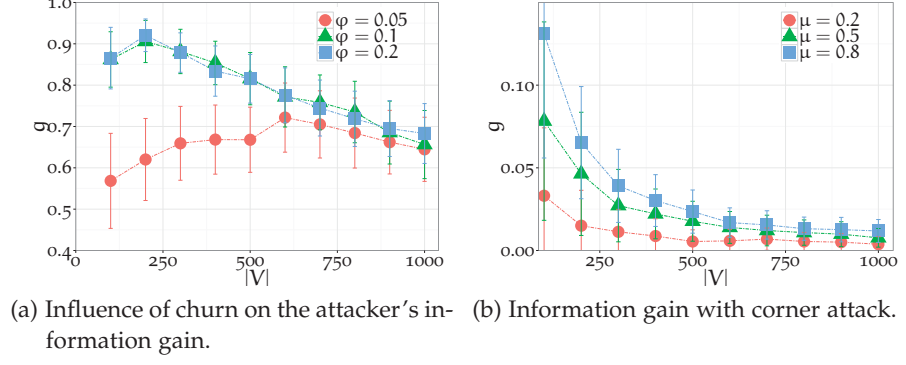 1.0
0.9
0.8
0.7
0.6
0.5
0.4
g
0
250
500
750
1000
|V|
φ = 0.05
φ = 0.1
φ = 0.2
0.10
0.05
0.00
g
250
500
750
1000
|V|
μ = 0.2
μ = 0.5
μ = 0.8
(a) Influence of churn on the attacker's in-
formation gain.
(b) Information gain with corner attack.